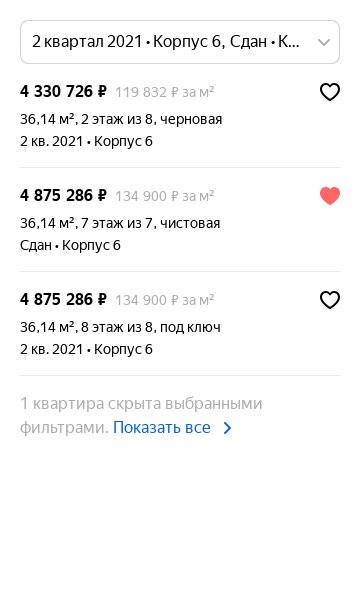 2 квартал 2021 • Корпус 6, Сдан • К...
4 330 726 ₽ 119 832 ₽ за м²
36,14 м², 2 этаж из 8, черновая
2 кв. 2021 • Корпус 6
4 875 286 ₽ 134 900 ₽ за м²
36,14 м², 7 этаж из 7, чистовая
Сдан • Корпус 6
4 875 286 ₽ 134 900 ₽ за м²
36,14 м², 8 этаж из 8, под ключ
2 кв. 2021 • Корпус 6
1 квартира скрыта выбранными
фильтрами. Показать все